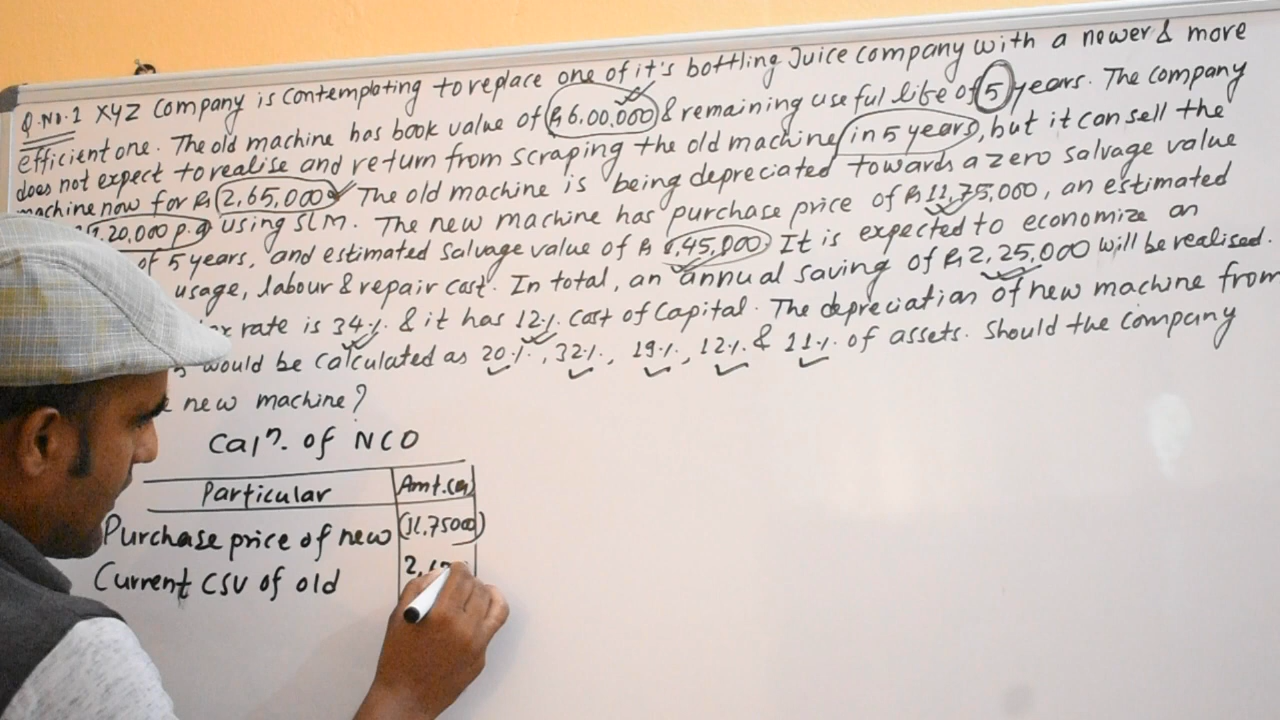 Q.No.1 XYZ Company is contemplating to replace one of it's bottling Juice company with a newer & more
efficient one. The old machine has book value of ₨ 6,00,000 & remaining useful life of 5 years. The company
does not expect to realise and return from scraping the old machine in 5 years, but it can sell the
machine now for ₨ 2,65,000. The old machine is being depreciated towards a zero salvage value
1,20,000 p.a using SLM. The new machine has purchase price of ₨ 11,75,000, an estimated
of 5 years, and estimated salvage value of ₨ 1,45,000. It is expected to economize on
usage, labour & repair cost. In total, an annual saving of ₨ 2,25,000 will be realised.
rate is 34% & it has 12% cost of capital. The depreciation of new machine from
would be calculated as 20%, 32%, 19%, 12% & 11% of assets. Should the company
new machine?
Caln. of NCO
Particular Amt.(₨)
Purchase price of new (11,75000)
Current CSV of old